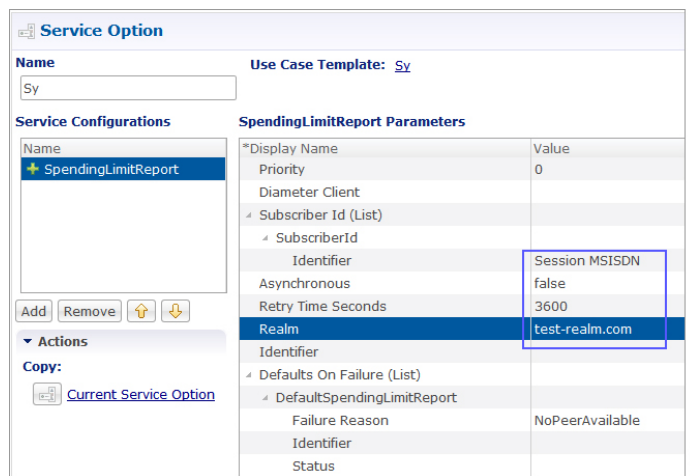 Service Option
Name
Use Case Template: Sy
Sy
Service Configurations
SpendingLimitReport Parameters
Name
*Display Name Value
SpendingLimitReport
Priority 0
Diameter Client
Subscriber Id (List)
SubscriberId
Identifier Session MSISDN
Asynchronous false
Retry Time Seconds 3600
Realm test-realm.com
Identifier
Defaults On Failure (List)
DefaultSpendingLimitReport
Failure Reason NoPeerAvailable
Identifier
Status
Add Remove
Actions
Copy:
Current Service Option